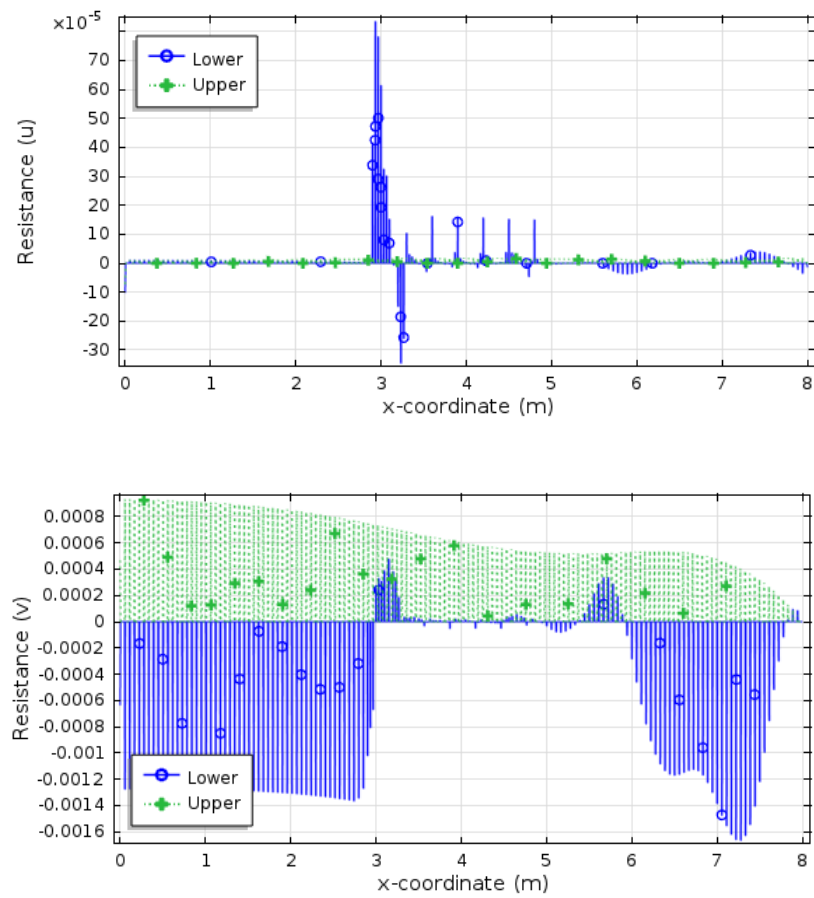 ×10⁻⁵
70
60
50
40
30
20
10
0
-10
-20
-30
Resistance (u)
Lower
Upper
0 1 2 3 4 5 6 7 8
x-coordinate (m)
0.0008
0.0006
0.0004
0.0002
0
-0.0002
-0.0004
-0.0006
-0.0008
-0.001
-0.0012
-0.0014
-0.0016
Resistance (v)
Lower
Upper
0 1 2 3 4 5 6 7 8
x-coordinate (m)